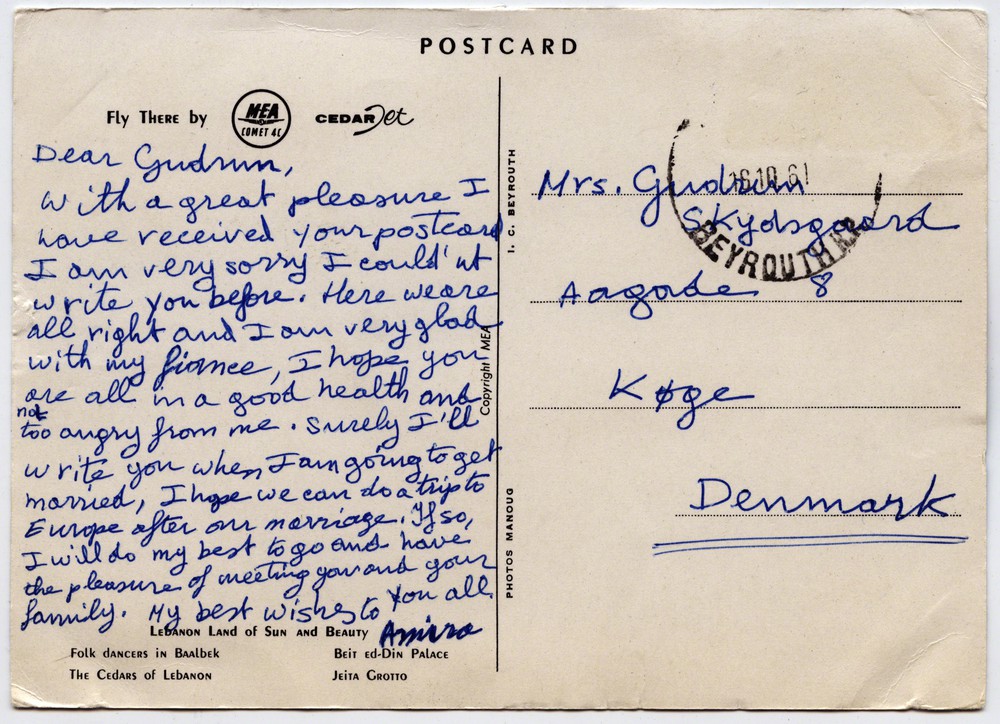 POSTCARD
Fly There by MEA COMET 4C CEDAR Jet
Dear Gudrun,
With a great pleasure I
have received your postcard
I am very sorry I could'nt
write you before. Here we are
all right and I am very glad
with my fiance, I hope you
are all in a good health and
not
too angry from me. Surely I'll
write you when I am going to get
married, I hope we can do a trip to
Europe after our marriage. If so,
I will do my best to go and have
the pleasure of meeting you and your
family. My best wishes to you all
Amira
Lebanon Land of Sun and Beauty
Folk dancers in Baalbek
Beit ed-Din Palace
The Cedars of Lebanon
Jeita Grotto
I. C. BEYROUTH
Copyright MEA
PHOTOS MANOUG
Mrs. Gudrun
Skydsgaard
Aagade 8
Køge
Denmark
10 61
BEYROUTH